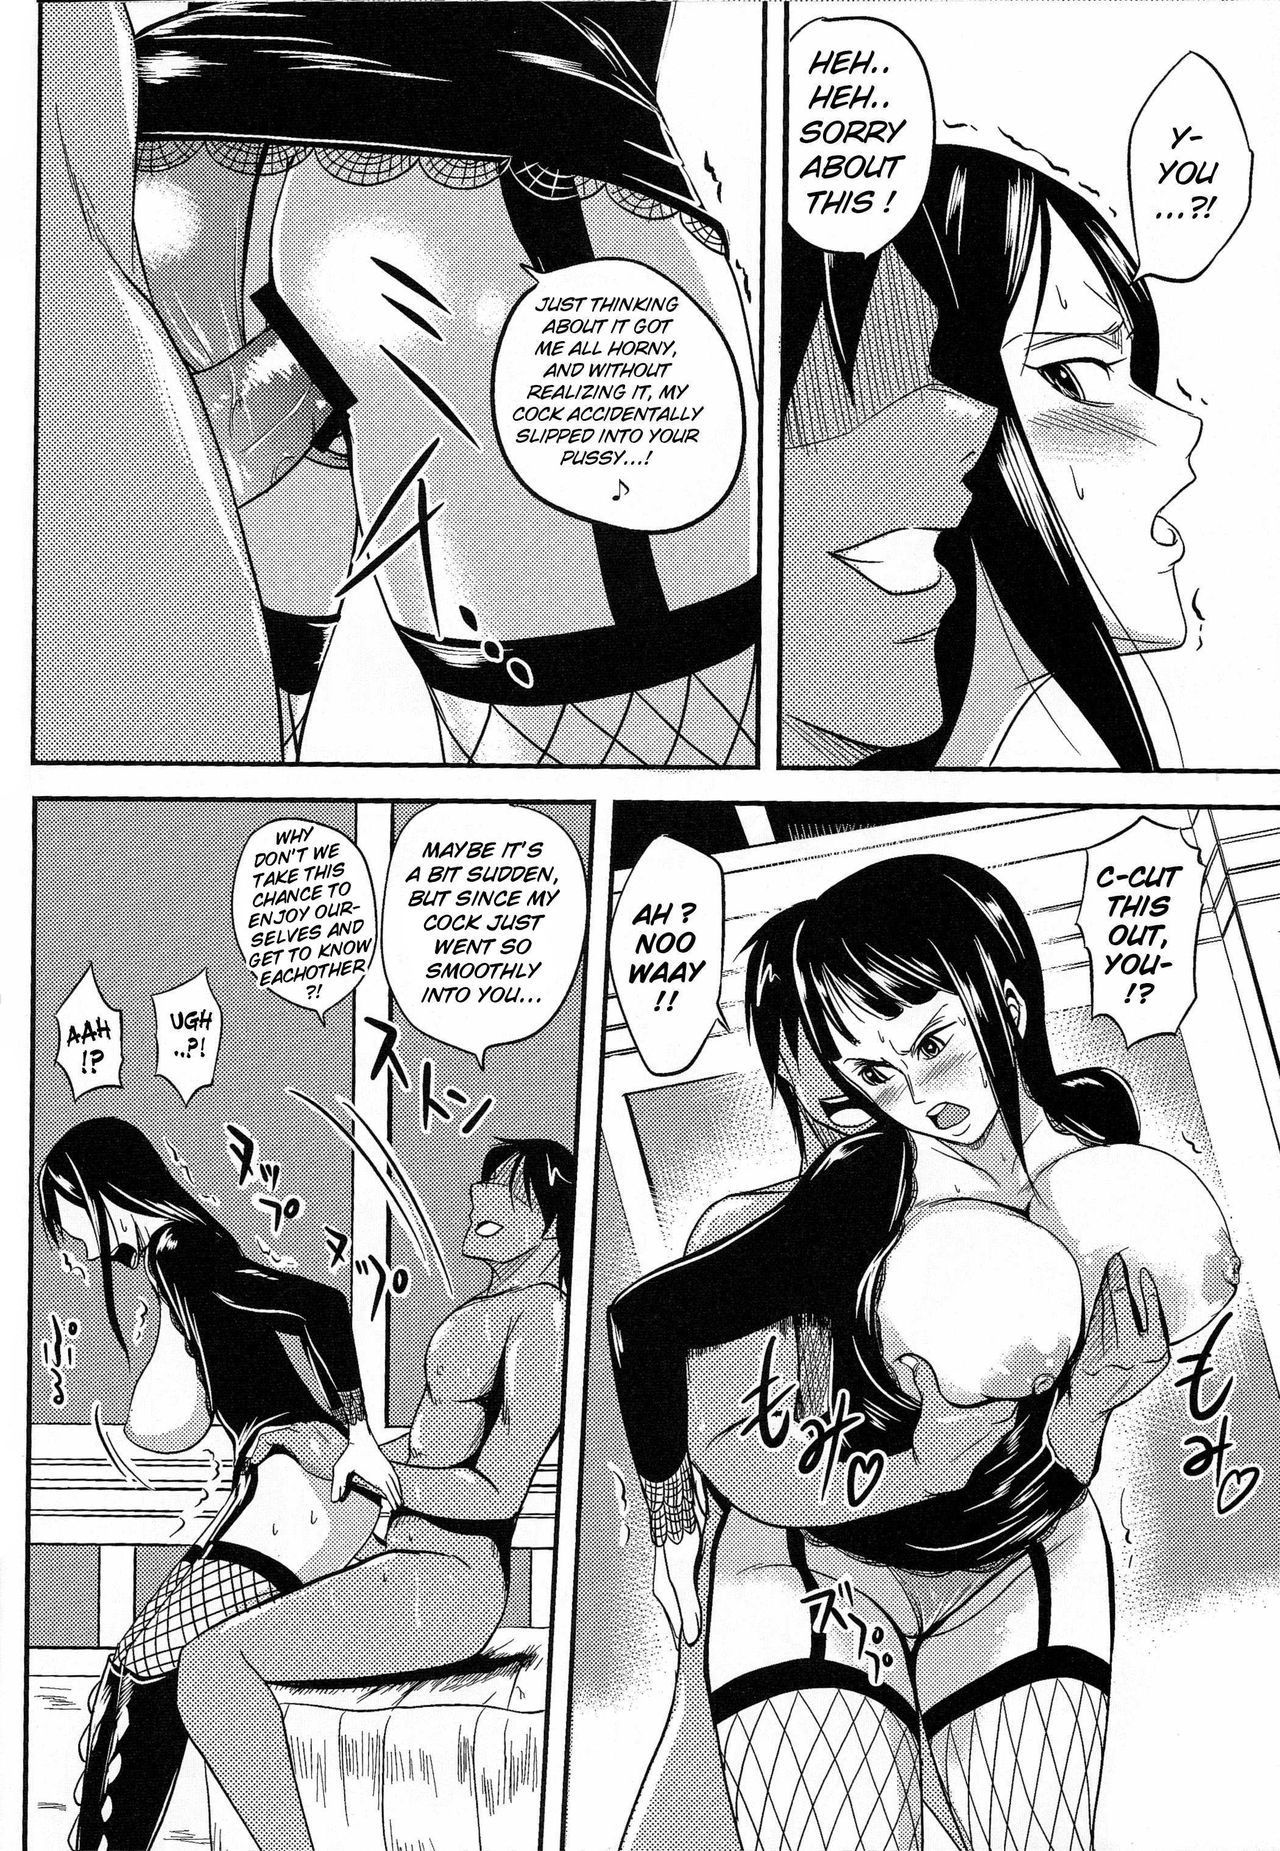 Y-
YOU
...?!
HEH..
HEH..
SORRY
ABOUT
THIS !
JUST THINKING
ABOUT IT GOT
ME ALL HORNY,
AND WITHOUT
REALIZING IT, MY
COCK ACCIDENTALLY
SLIPPED INTO YOUR
PUSSY...!
♪
C-CUT
THIS
OUT,
YOU-
!?
AH ?
NOO
WAAY
!!
もみ♡
もみ♡
ズプ
MAYBE IT'S
A BIT SUDDEN,
BUT SINCE MY
COCK JUST
WENT SO
SMOOTHLY
INTO YOU...
WHY
DON'T WE
TAKE THIS
CHANCE TO
ENJOY OUR-
SELVES AND
GET TO KNOW
EACHOTHER
?!
UGH
..?!
AAH
!?
ストン
ヌップ
ヌップ